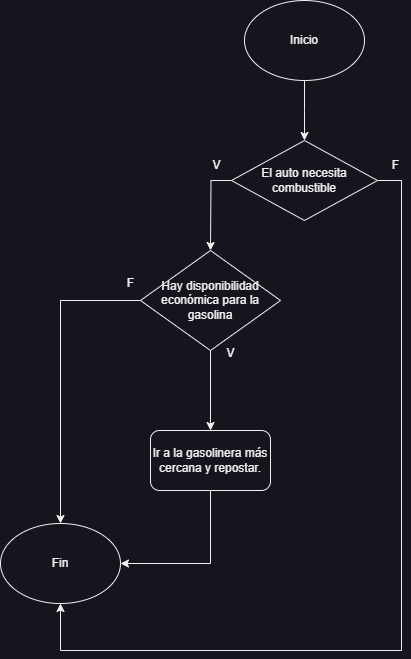 Inicio
V
F
El auto necesita
combustible
F
Hay disponibilidad
económica para la
gasolina
V
Ir a la gasolinera más
cercana y repostar.
Fin